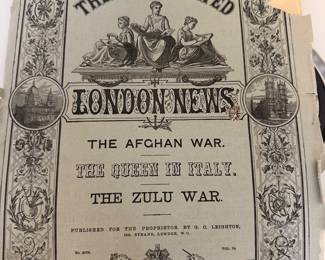 LONDON NEWS
THE AFGHAN WAR.
THE QUEEN IN ITALY.
THE ZULU WAR.
PUBLISHED FOR THE PROPRIETOR, BY G. C. LEIGHTON,
198, STRAND, LONDON, W.C.